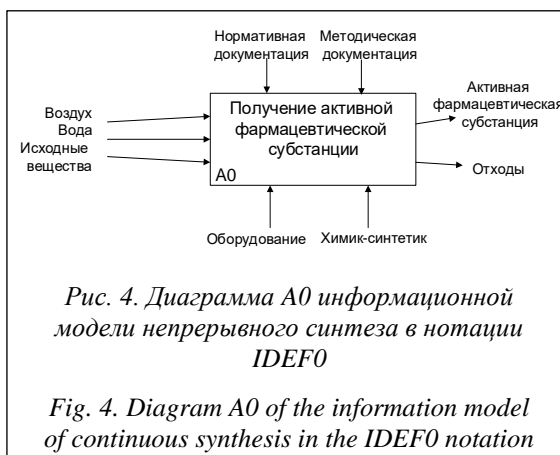 Нормативная
документация
Методическая
документация
Воздух
Вода
Исходные
вещества
Получение активной
фармацевтической
субстанции
A0
Активная
фармацевтическая
субстанция
Отходы
Оборудование
Химик-синтетик
Рис. 4. Диаграмма A0 информационной
модели непрерывного синтеза в нотации
IDEF0
Fig. 4. Diagram A0 of the information model
of continuous synthesis in the IDEF0 notation